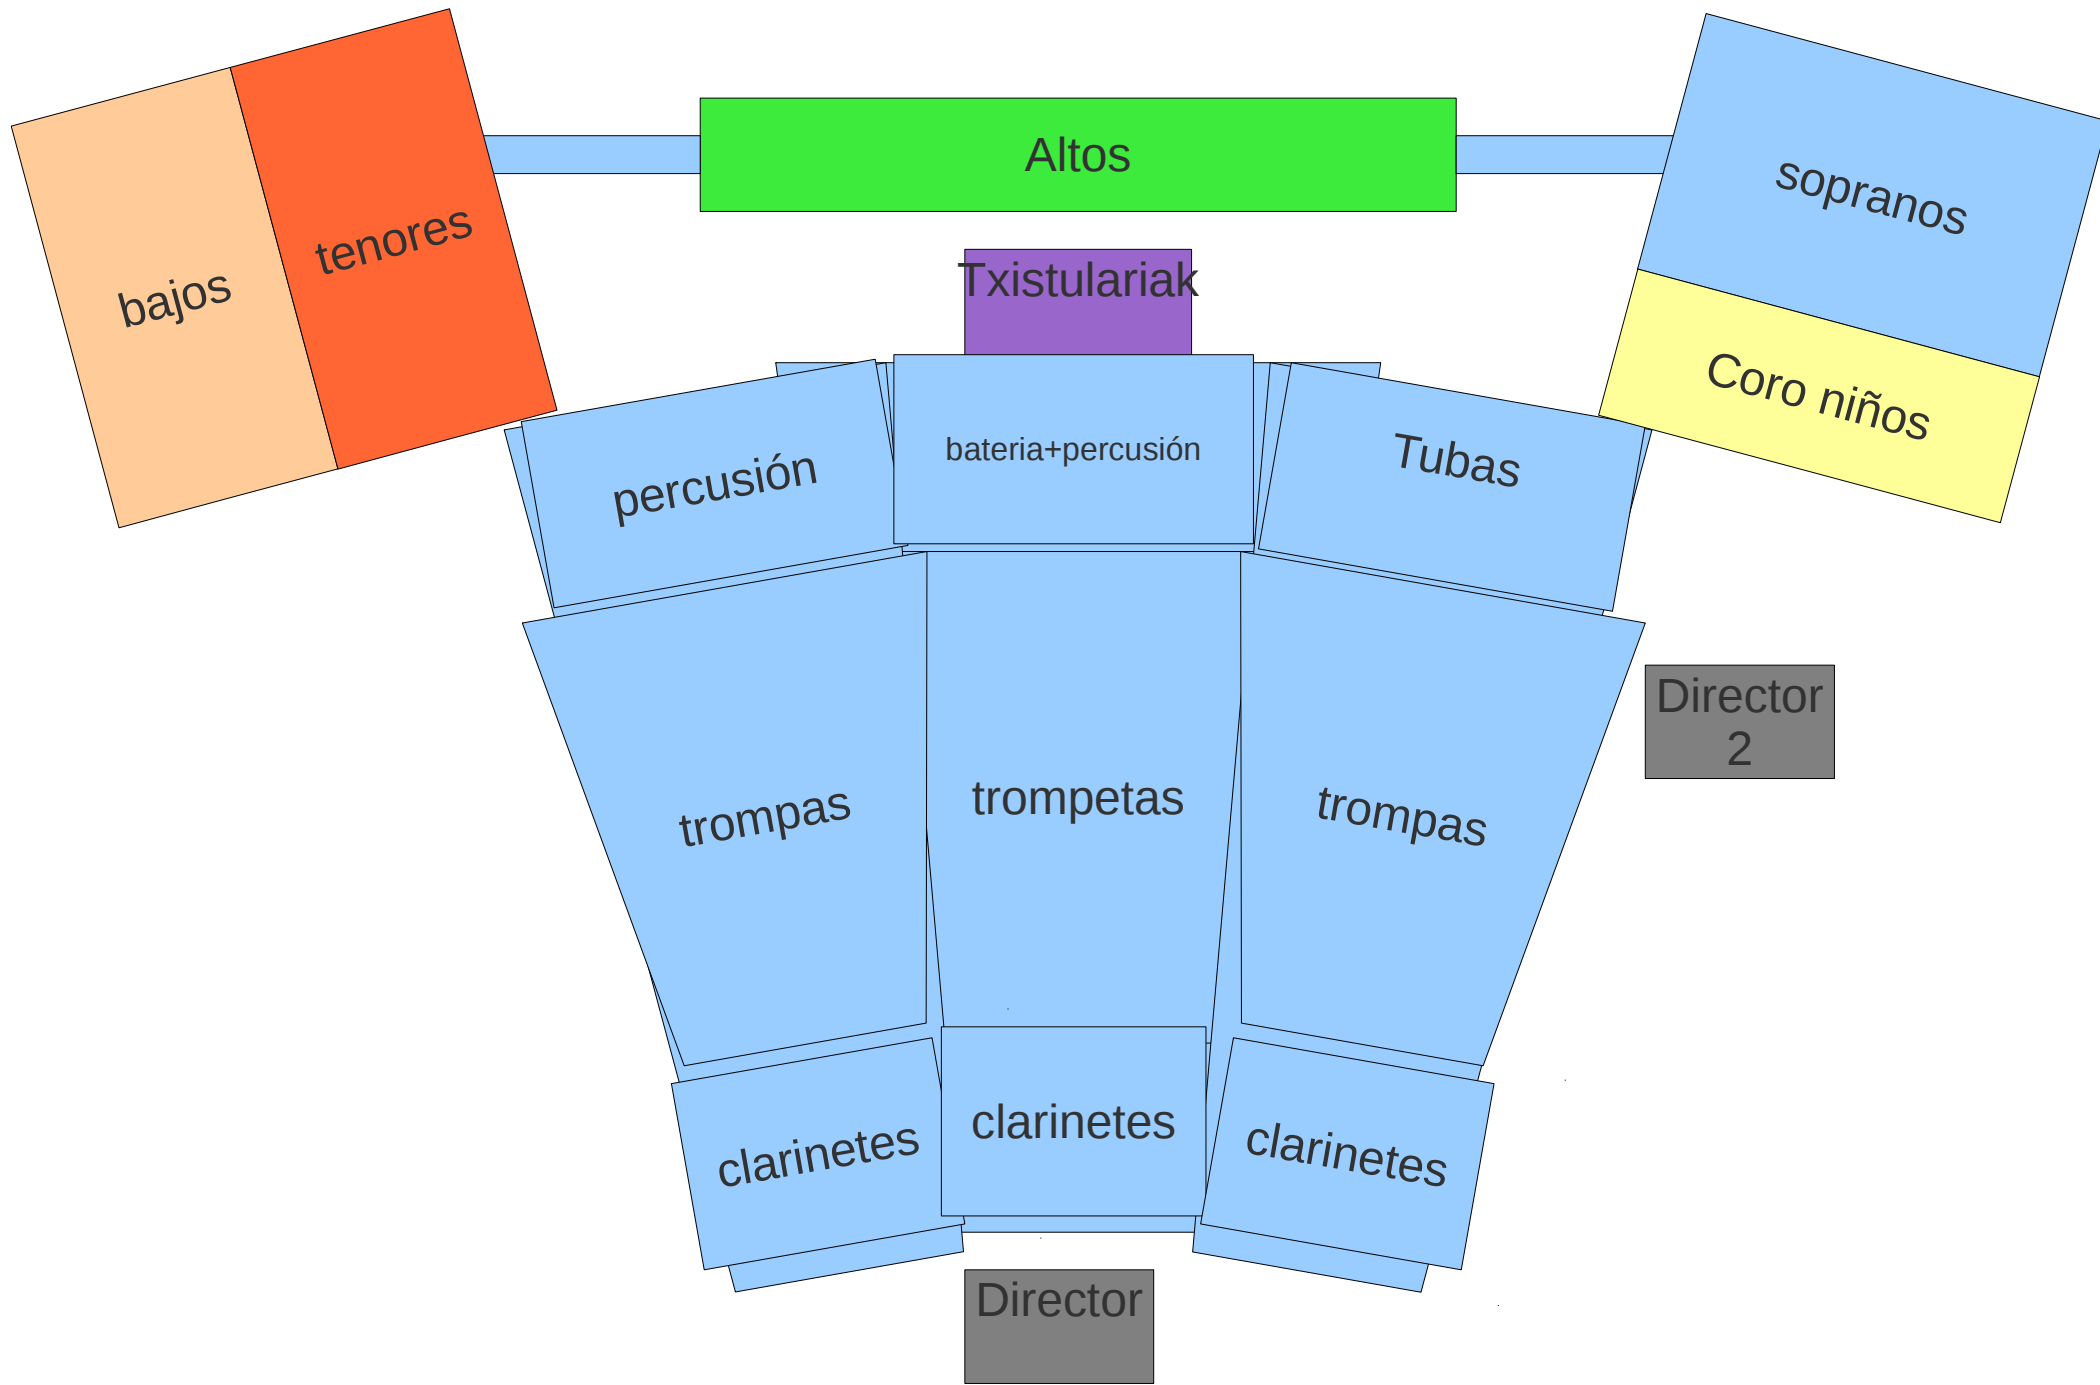 Altos
sopranos
tenores
bajos
Txistulariak
Coro niños
percusión
bateria+percusión
Tubas
Director
2
trompas
trompetas
trompas
clarinetes
clarinetes
clarinetes
Director